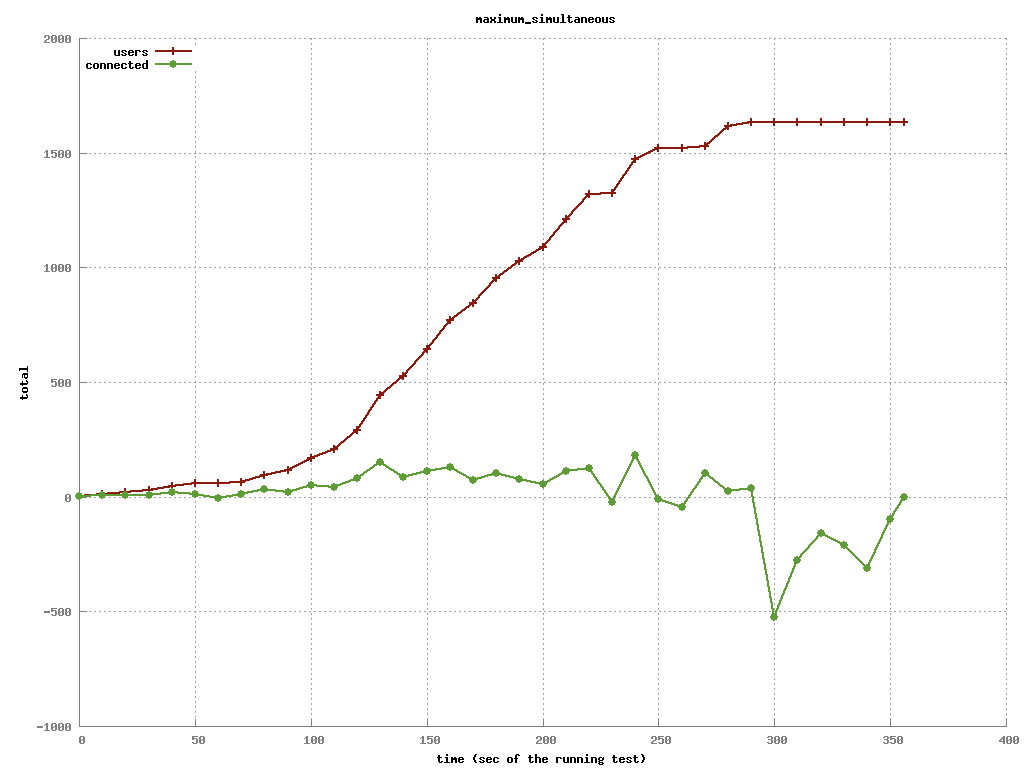 maximum_simultaneous
2000
users
connected
1500
1000
total
500
0
-500
-1000
0 50 100 150 200 250 300 350 400
time (sec of the running test)